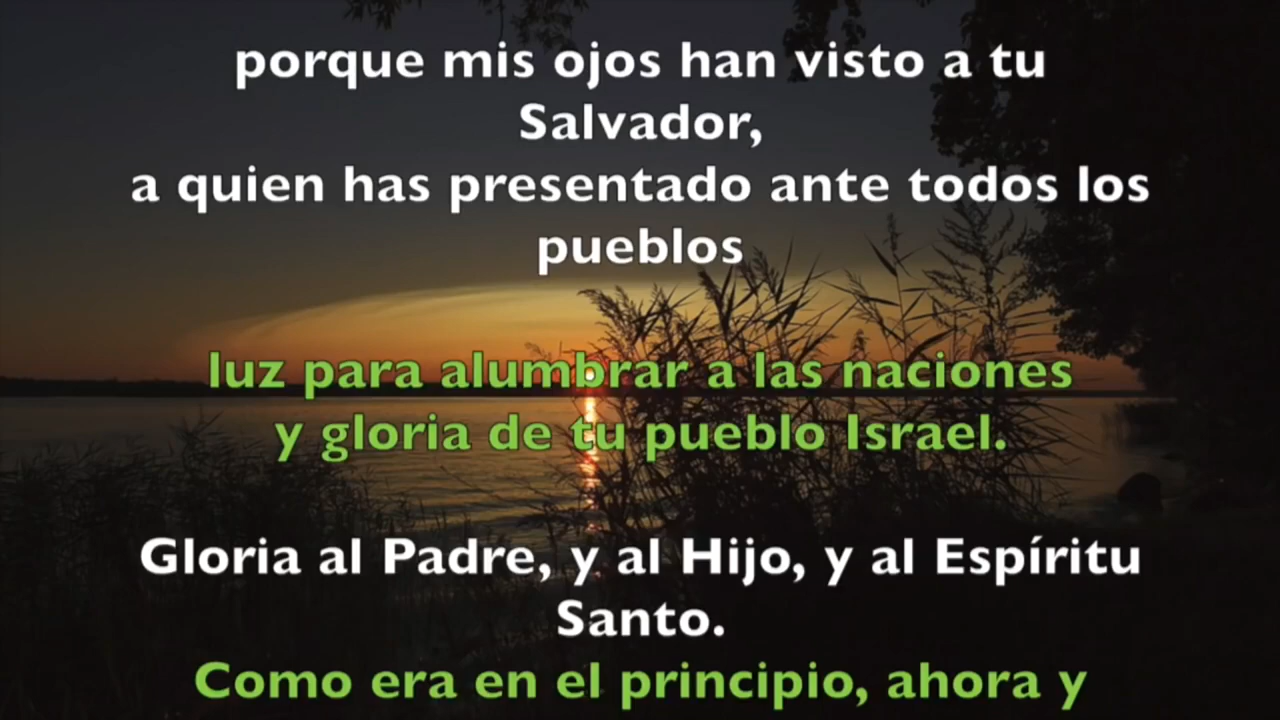 porque mis ojos han visto a tu
Salvador,
a quien has presentado ante todos los
pueblos
luz para alumbrar a las naciones
y gloria de tu pueblo Israel.
Gloria al Padre, y al Hijo, y al Espíritu
Santo.
Como era en el principio, ahora y